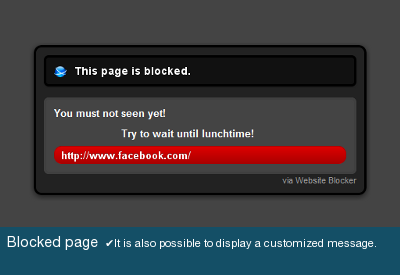 This page is blocked.
You must not seen yet!
Try to wait until lunchtime!
http://www.facebook.com/
via Website Blocker
Blocked page ✔It is also possible to display a customized message.